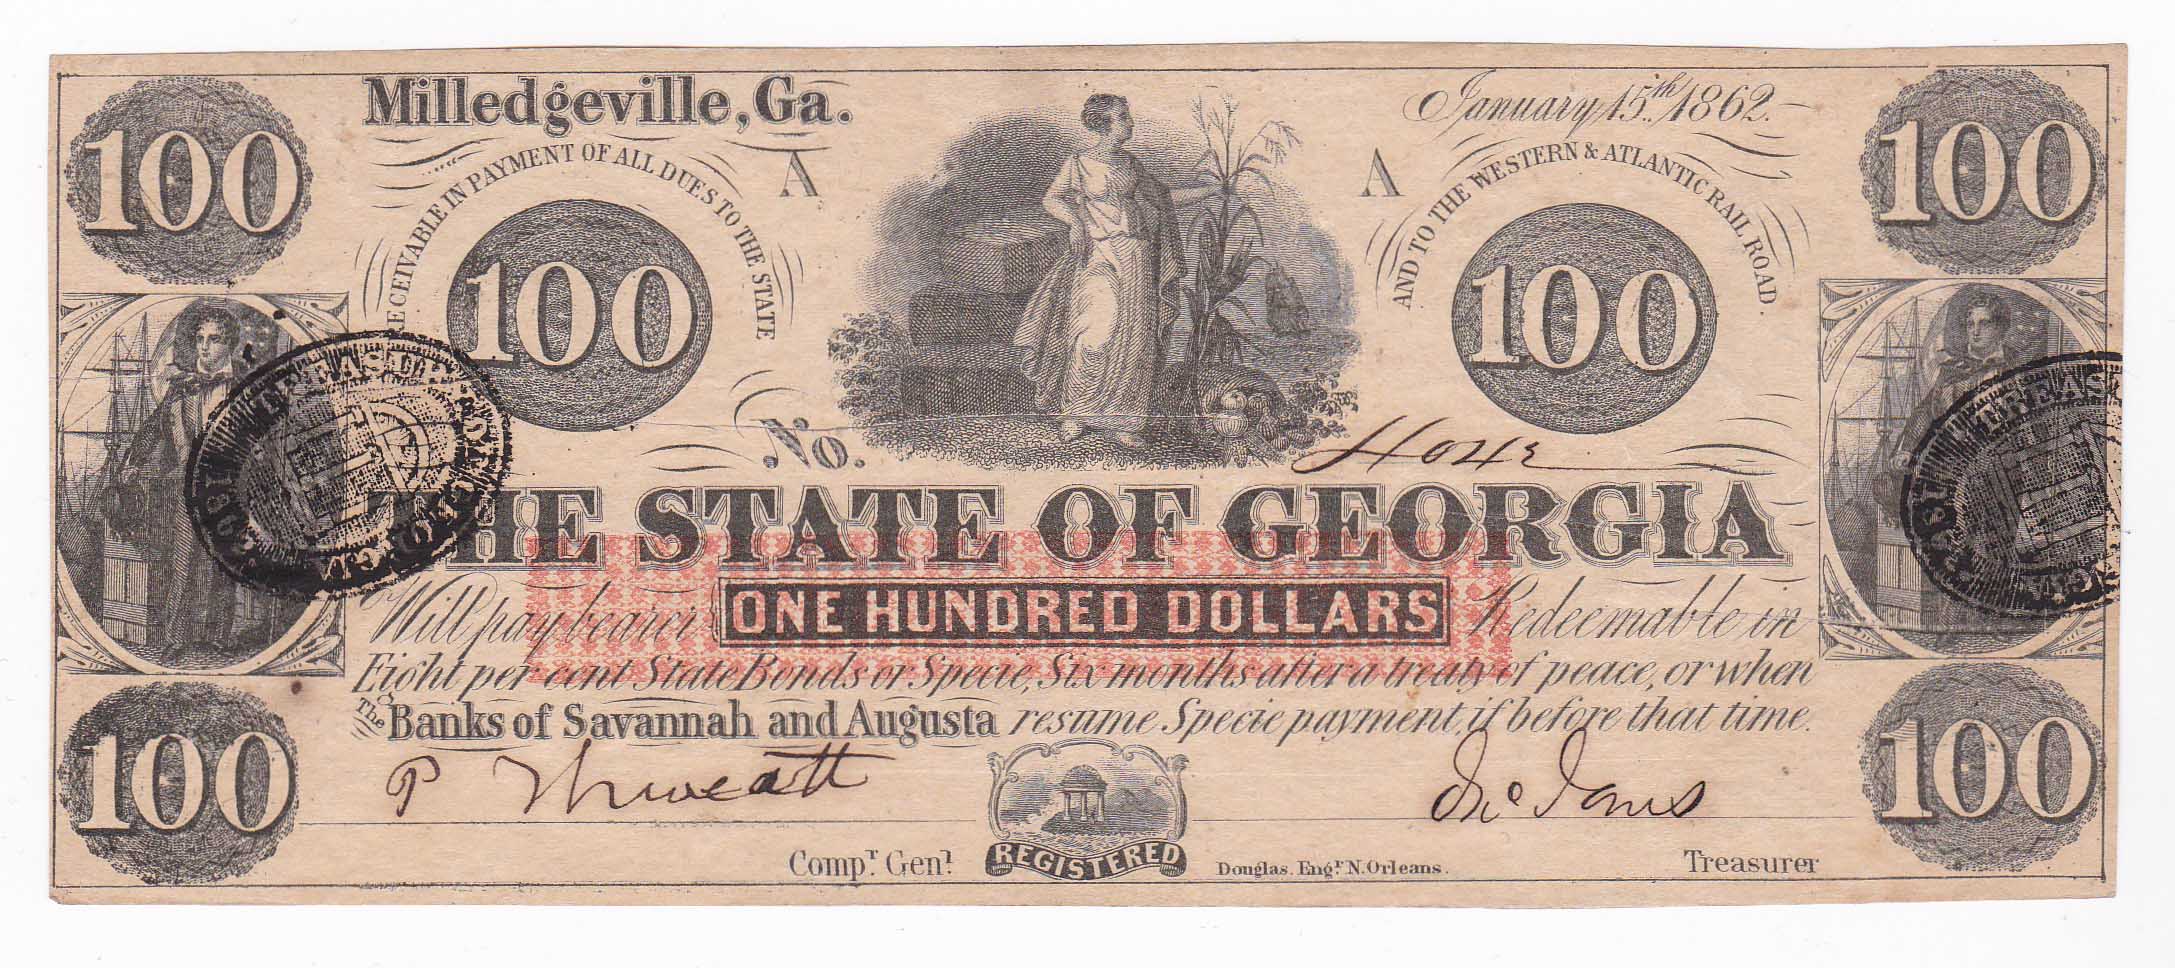 Milledgeville, Ga.
January 15th 1862.
100
100
RECEIVABLE IN PAYMENT OF ALL DUES TO THE STATE
A
A
AND TO THE WESTERN & ATLANTIC RAIL ROAD.
100
100
No.
THE STATE OF GEORGIA
Will pay bearer ONE HUNDRED DOLLARS Redeemable in
Eight per cent State Bonds or Specie, Six months after a treaty of peace, or when
The Banks of Savannah and Augusta resume Specie payment, if before that time.
100
100
P Thweatt
Compr. Genl.
REGISTERED
Douglas. Engr. N. Orleans.
Jno Jones
Treasurer